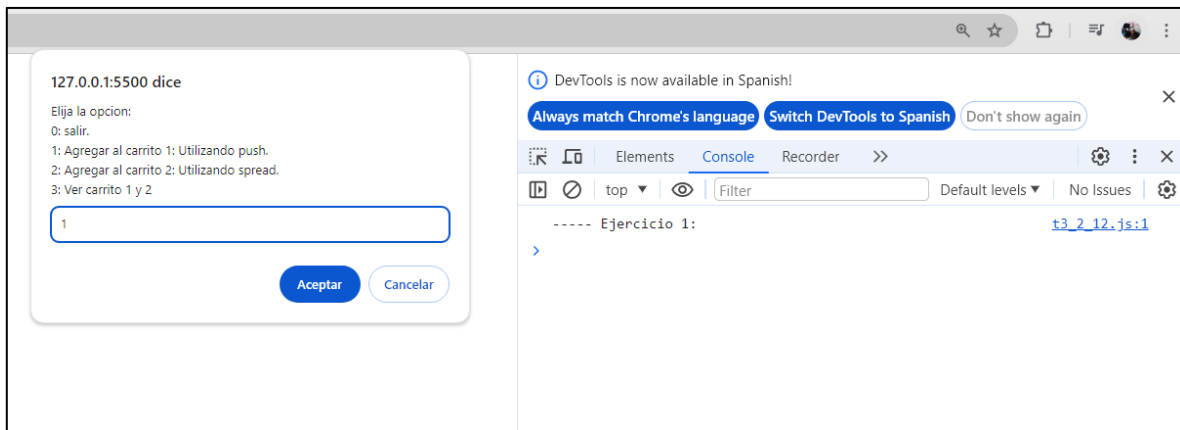 127.0.0.1:5500 dice
Elija la opcion:
0: salir.
1: Agregar al carrito 1: Utilizando push.
2: Agregar al carrito 2: Utilizando spread.
3: Ver carrito 1 y 2
1
Aceptar
Cancelar
DevTools is now available in Spanish!
Always match Chrome's language
Switch DevTools to Spanish
Don't show again
Elements
Console
Recorder
top
Filter
Default levels
No Issues
----- Ejercicio 1:
t3_2_12.js:1